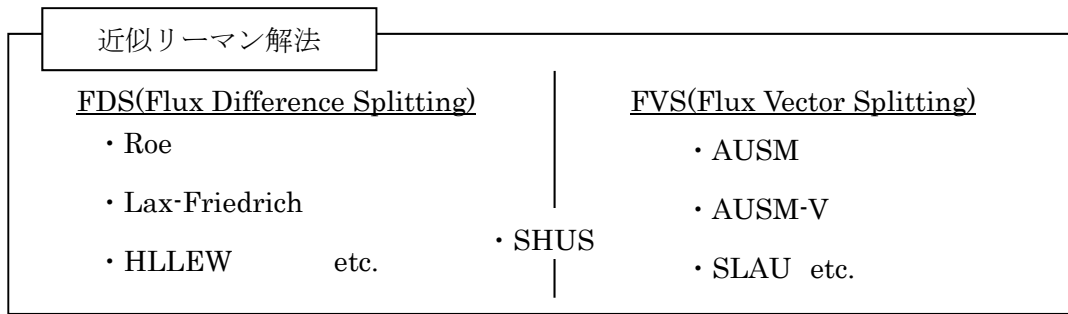 近似リーマン解法
FDS(Flux Difference Splitting)
・Roe
・Lax-Friedrich
・HLLEW etc.
・SHUS
FVS(Flux Vector Splitting)
・AUSM
・AUSM-V
・SLAU etc.